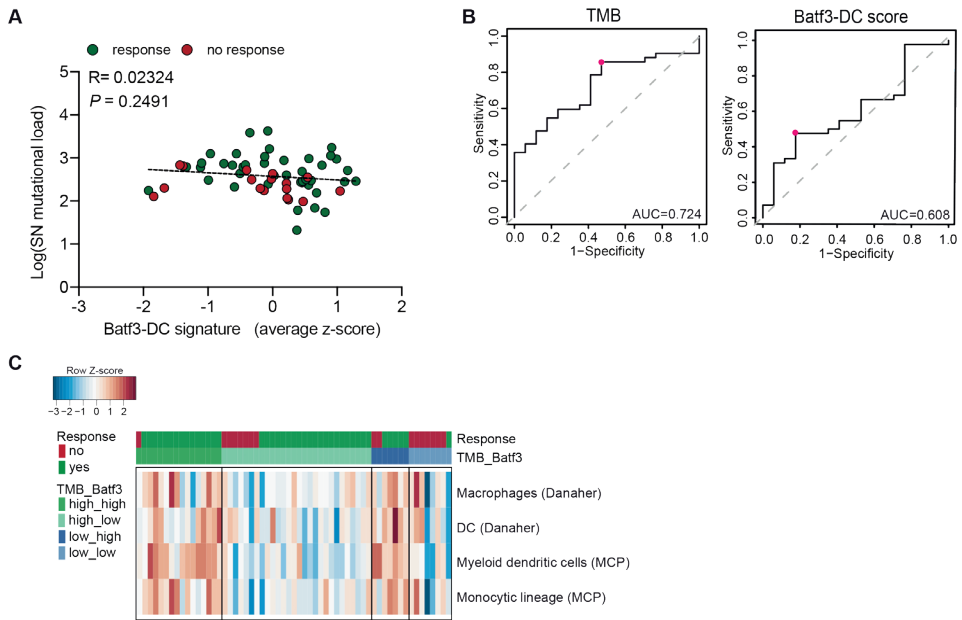 A
response
no response
R= 0.02324
P = 0.2491
5
4
3
2
1
0
-3
-2
-1
0
1
2
Log(SN mutational load)
Batf3-DC signature (average z-score)
B
TMB
1.0
0.8
0.6
0.4
0.2
0.0
Sensitivity
AUC=0.724
0.0 0.2 0.4 0.6 0.8 1.0
1−Specificity
Batf3-DC score
1.0
0.8
0.6
0.4
0.2
0.0
Sensitivity
AUC=0.608
0.0 0.2 0.4 0.6 0.8 1.0
1−Specificity
C
Row Z-score
−3 −2 −1 0 1 2
Response
no
yes
TMB_Batf3
high_high
high_low
low_high
low_low
Response
TMB_Batf3
Macrophages (Danaher)
DC (Danaher)
Myeloid dendritic cells (MCP)
Monocytic lineage (MCP)